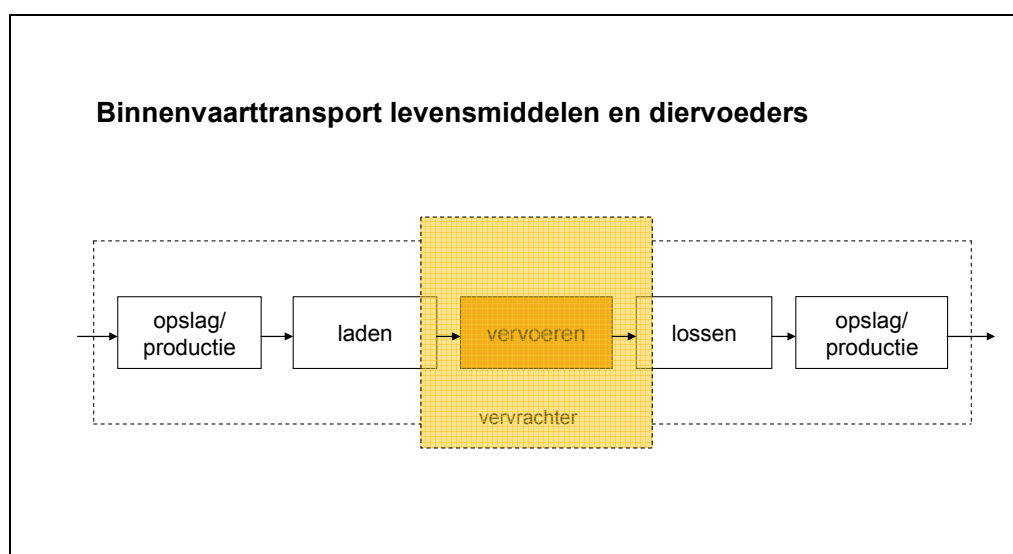 Binnenvaarttransport levensmiddelen en diervoeders
opslag/
productie
laden
vervoeren
lossen
opslag/
productie
vervrachter